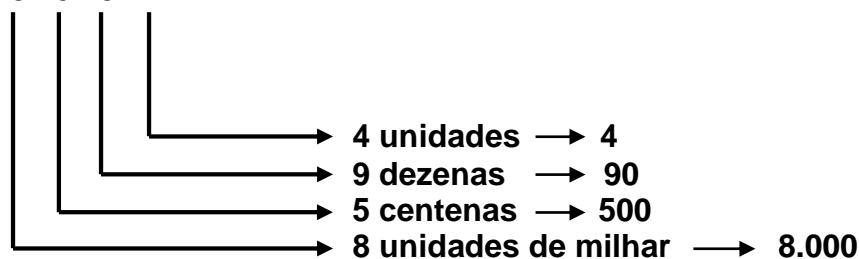 4 unidades → 4
9 dezenas → 90
5 centenas → 500
8 unidades de milhar → 8.000